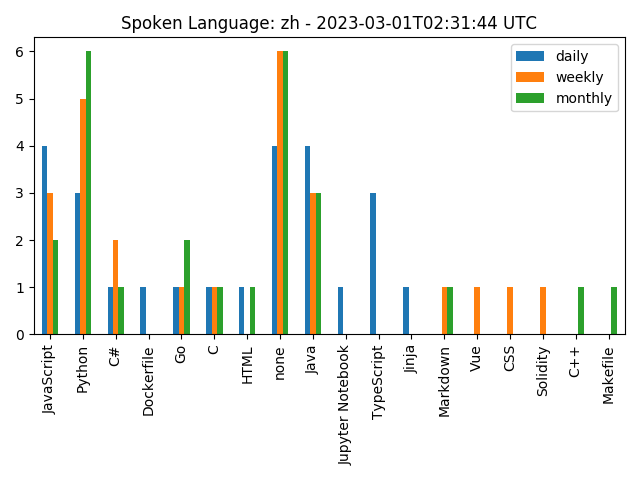 Spoken Language: zh - 2023-03-01T02:31:44 UTC
daily
weekly
monthly
6
5
4
3
2
1
0
JavaScript
Python
C#
Dockerfile
Go
C
HTML
none
Java
Jupyter Notebook
TypeScript
Jinja
Markdown
Vue
CSS
Solidity
C++
Makefile